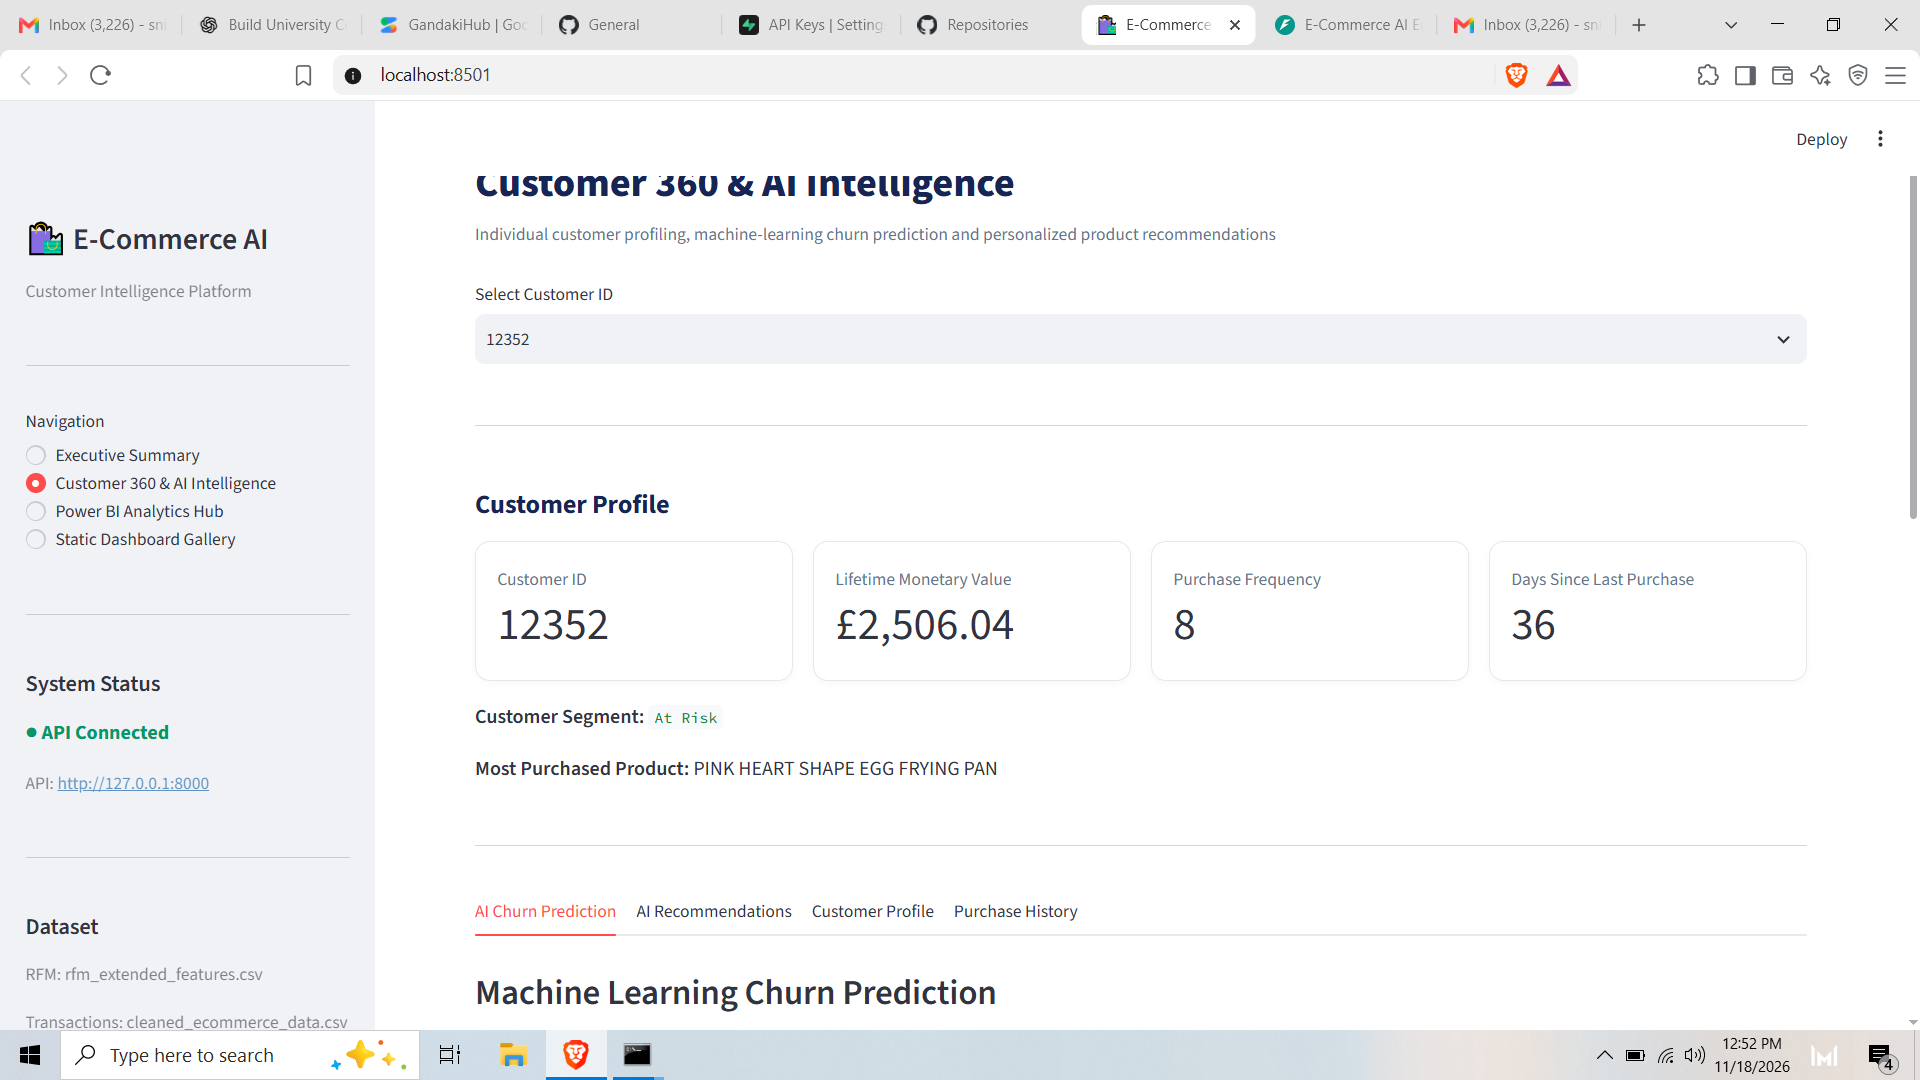 Inbox (3,226) - sni
Build University C
GandakiHub | Goo
General
API Keys | Setting
Repositories
E-Commerce
E-Commerce AI E
Inbox (3,226) - sni
localhost:8501
Deploy
E-Commerce AI
Customer Intelligence Platform
Navigation
Executive Summary
Customer 360 & AI Intelligence
Power BI Analytics Hub
Static Dashboard Gallery
System Status
API Connected
API: http://127.0.0.1:8000
Dataset
RFM: rfm_extended_features.csv
Transactions: cleaned_ecommerce_data.csv
Customer 360 & AI Intelligence
Individual customer profiling, machine-learning churn prediction and personalized product recommendations
Select Customer ID
12352
Customer Profile
Customer ID
12352
Lifetime Monetary Value
£2,506.04
Purchase Frequency
8
Days Since Last Purchase
36
Customer Segment: At Risk
Most Purchased Product: PINK HEART SHAPE EGG FRYING PAN
AI Churn Prediction
AI Recommendations
Customer Profile
Purchase History
Machine Learning Churn Prediction
Type here to search
12:52 PM
11/18/2026
4